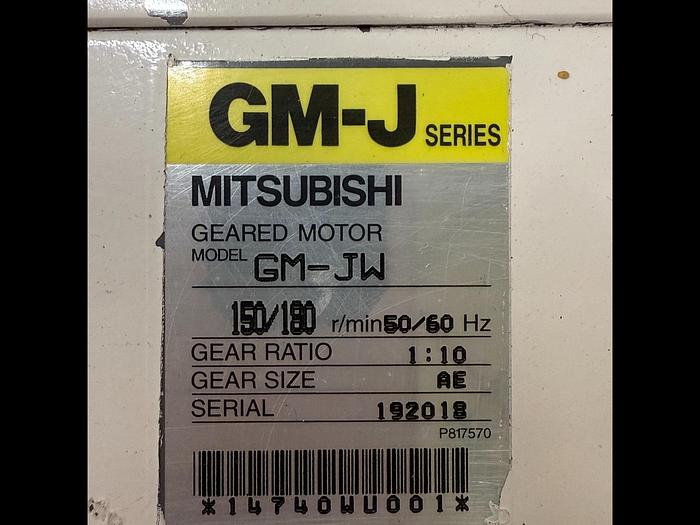 GM-J SERIES
MITSUBISHI
GEARED MOTOR
MODEL GM-JW
150/180 r/min 50/60 Hz
GEAR RATIO 1:10
GEAR SIZE AE
SERIAL 192018
P817570
*14740WU001*